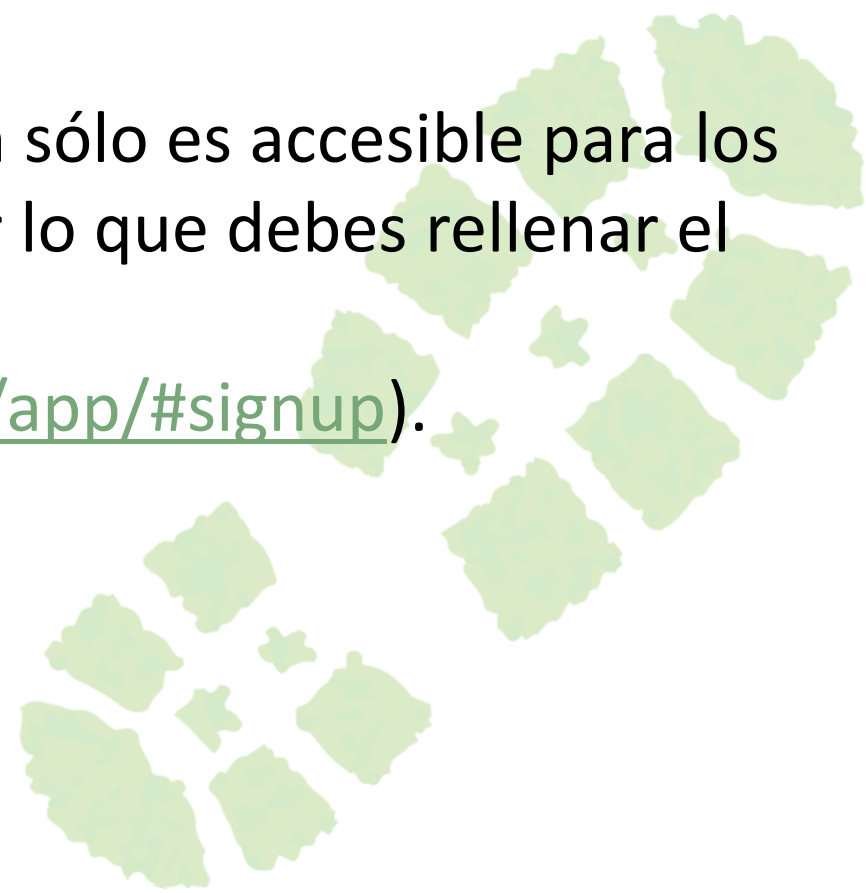 sólo es accesible para los
lo que debes rellenar el
/app/#signup).